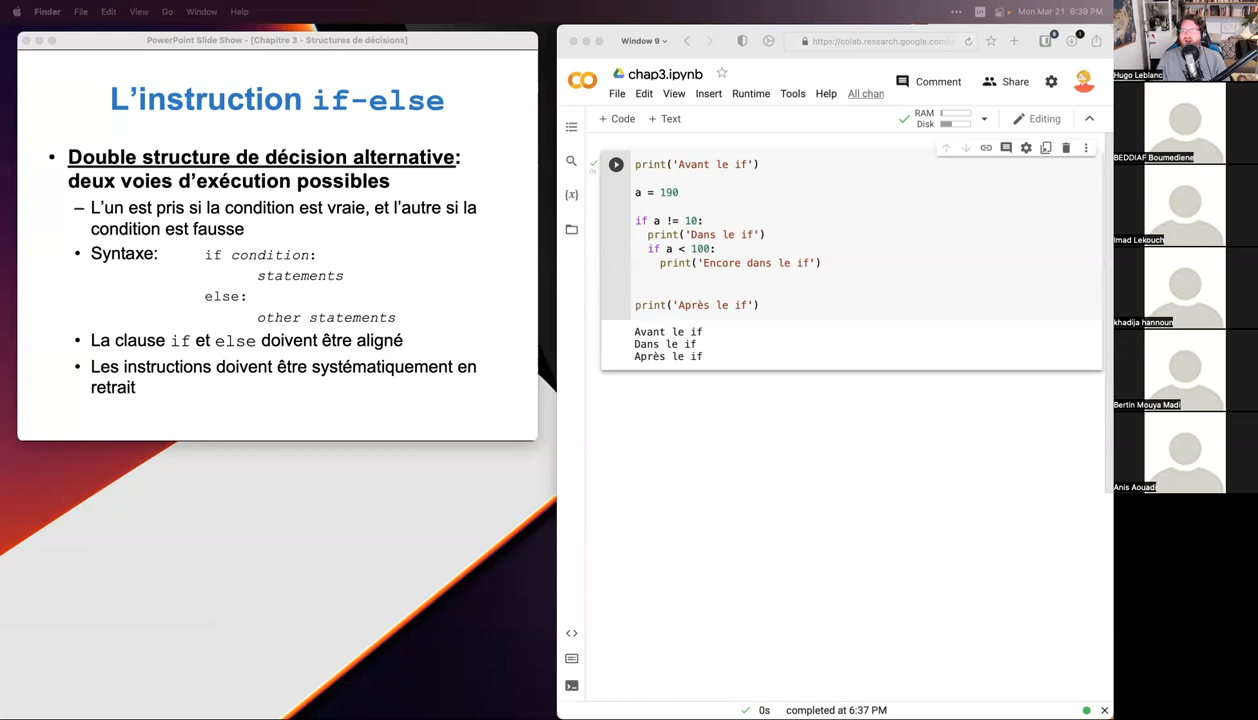 Finder File Edit View Go Window Help
Mon Mar 21 6:39 PM
PowerPoint Slide Show - [Chapitre 3 - Structures de décisions]
L’instruction if-else
• Double structure de décision alternative:
deux voies d’exécution possibles
– L’un est pris si la condition est vraie, et l’autre si la
condition est fausse
• Syntaxe: if condition:
statements
else:
other statements
• La clause if et else doivent être aligné
• Les instructions doivent être systématiquement en
retrait
Window 9
https://colab.research.google.com/
chap3.ipynb
Comment
Share
File Edit View Insert Runtime Tools Help All chan
+ Code + Text
RAM
Disk
Editing
print('Avant le if')
a = 190
if a != 10:
print('Dans le if')
if a < 100:
print('Encore dans le if')
print('Après le if')
Avant le if
Dans le if
Après le if
0s completed at 6:37 PM
Hugo Leblanc
BEDDIAF Boumediene
Imad Lekouch
khadija hannoun
Bertin Mouya Madi
Anis Aouadi